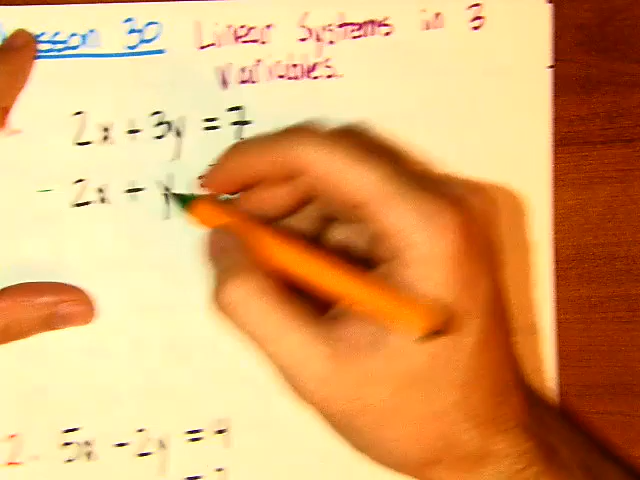 Lesson 30 Linear Systems in 3
Variables.
2x + 3y = 7
- 2x + y
2. 5x - 2y = 4